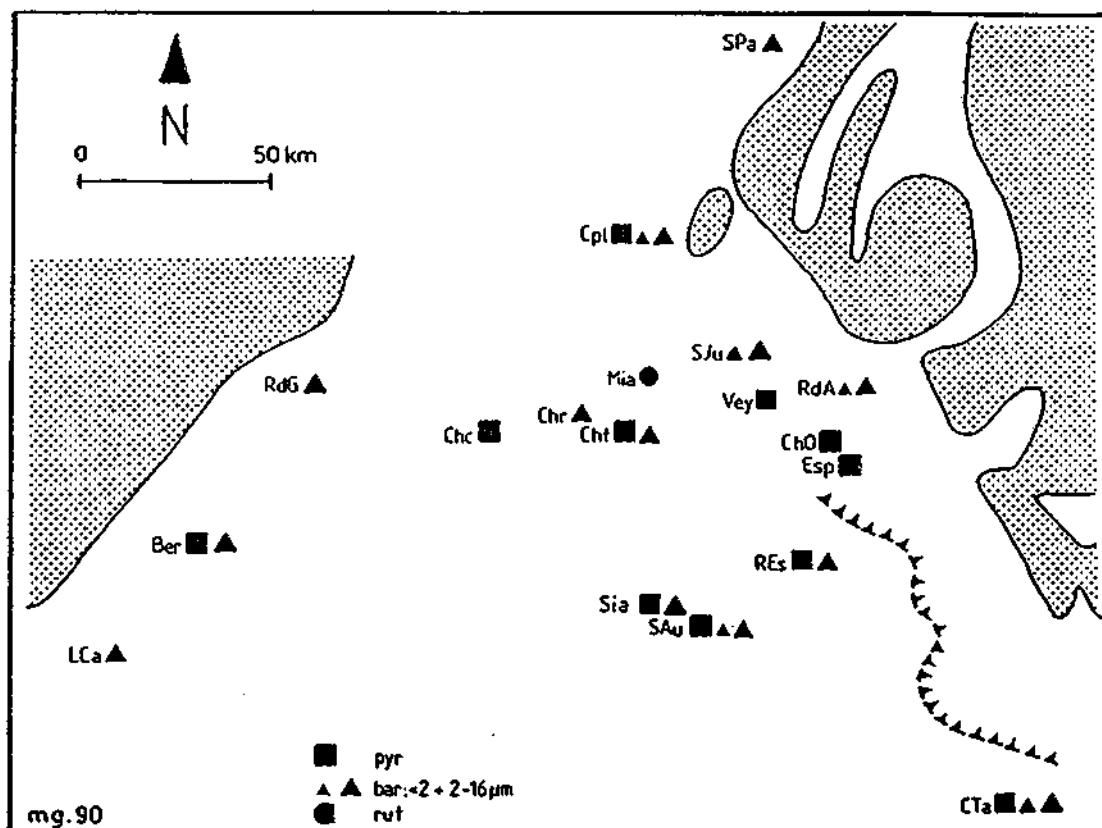 SPa
N
0 50 km
Cpl
SJu
Mia
RdG
RdA
Vey
Chr
Chc
Cht
ChO
Esp
Ber
REs
Sia
SAu
LCa
pyr
bar:<2 + 2-16µm
mg.90
rut
CTa